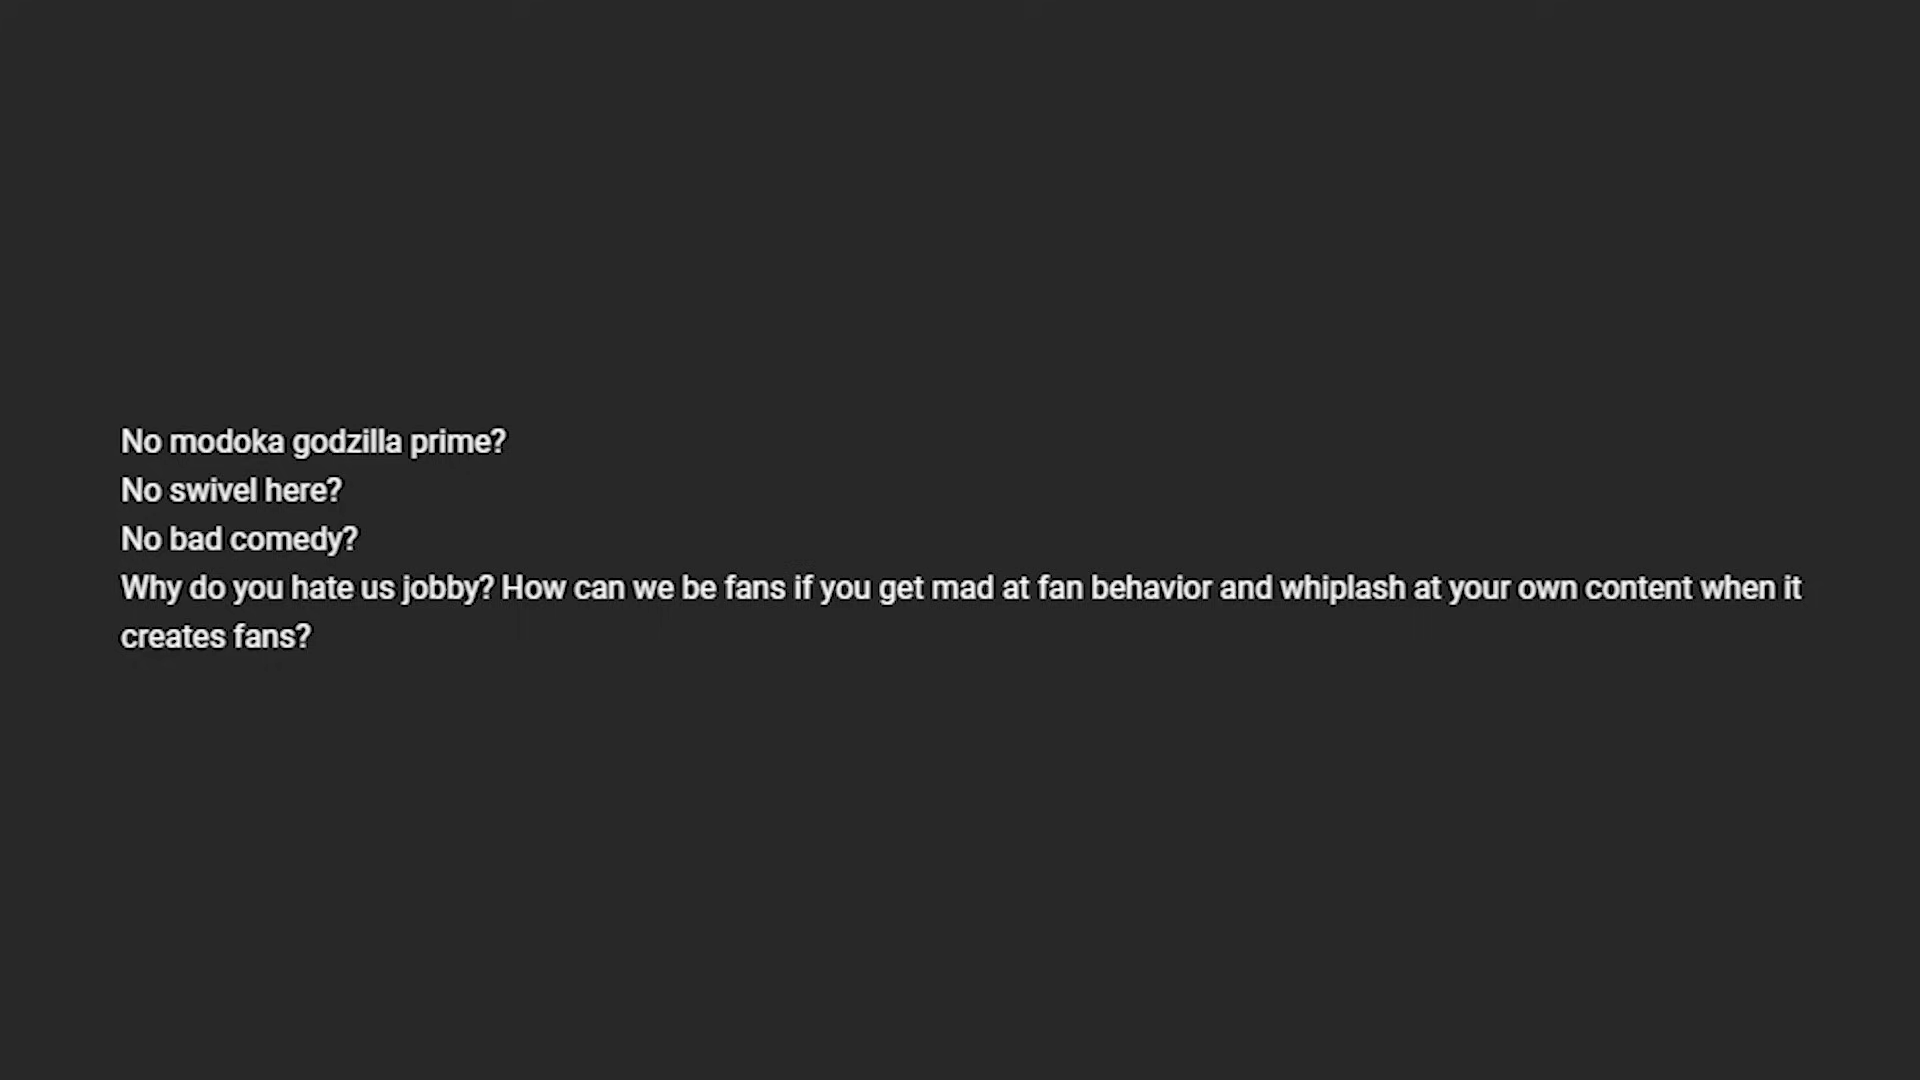 No modoka godzilla prime?
No swivel here?
No bad comedy?
Why do you hate us jobby? How can we be fans if you get mad at fan behavior and whiplash at your own content when it
creates fans?